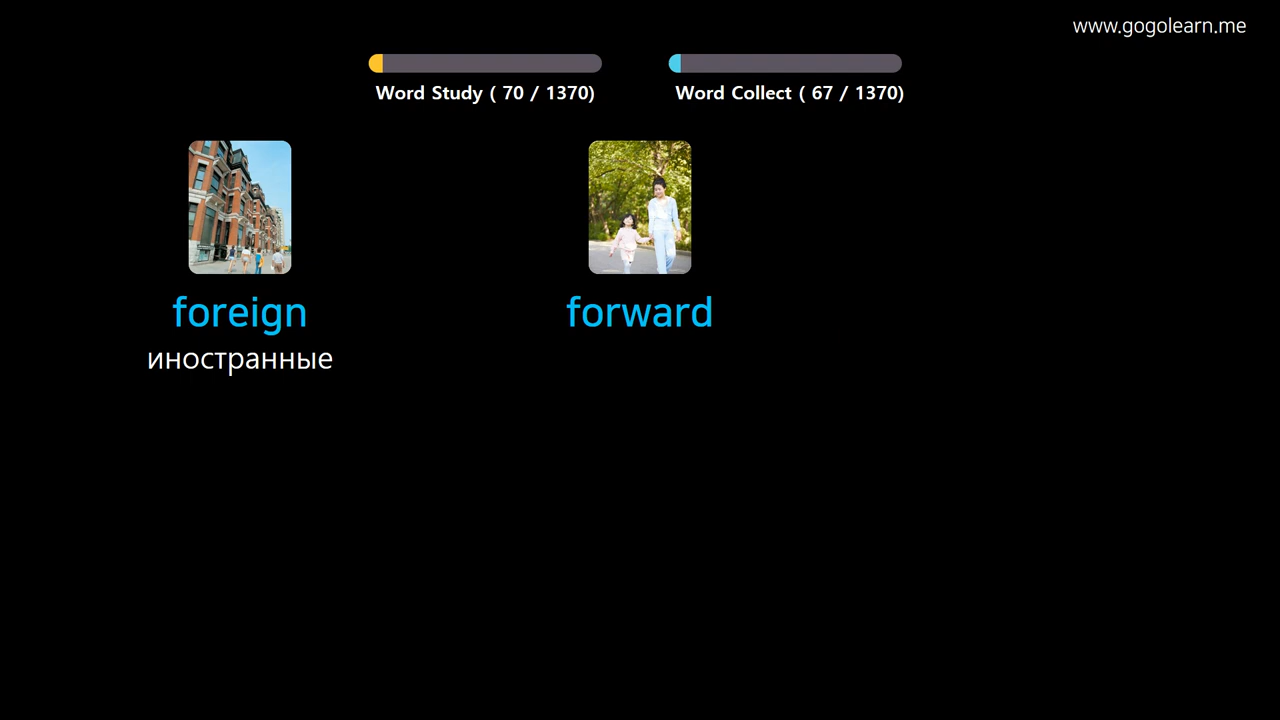 www.gogolearn.me
Word Study ( 70 / 1370)
Word Collect ( 67 / 1370)
foreign
иностранные
forward